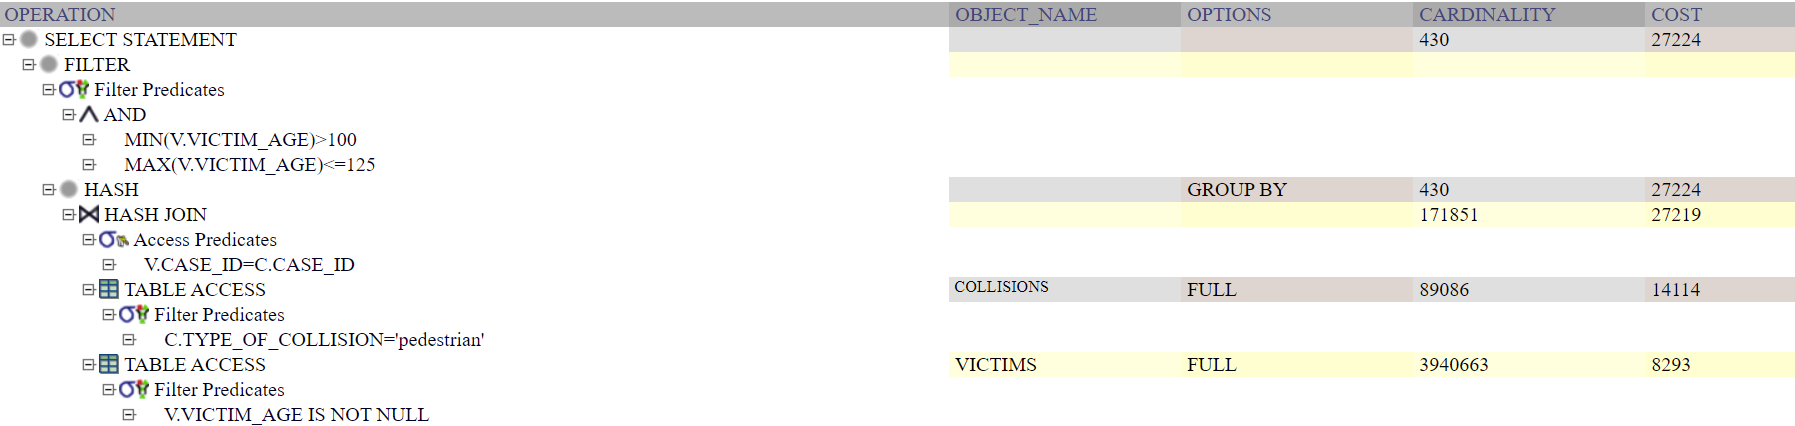 OPERATION OBJECT_NAME OPTIONS CARDINALITY COST
SELECT STATEMENT 430 27224
FILTER
Filter Predicates
AND
MIN(V.VICTIM_AGE)>100
MAX(V.VICTIM_AGE)<=125
HASH GROUP BY 430 27224
HASH JOIN 171851 27219
Access Predicates
V.CASE_ID=C.CASE_ID
TABLE ACCESS COLLISIONS FULL 89086 14114
Filter Predicates
C.TYPE_OF_COLLISION='pedestrian'
TABLE ACCESS VICTIMS FULL 3940663 8293
Filter Predicates
V.VICTIM_AGE IS NOT NULL